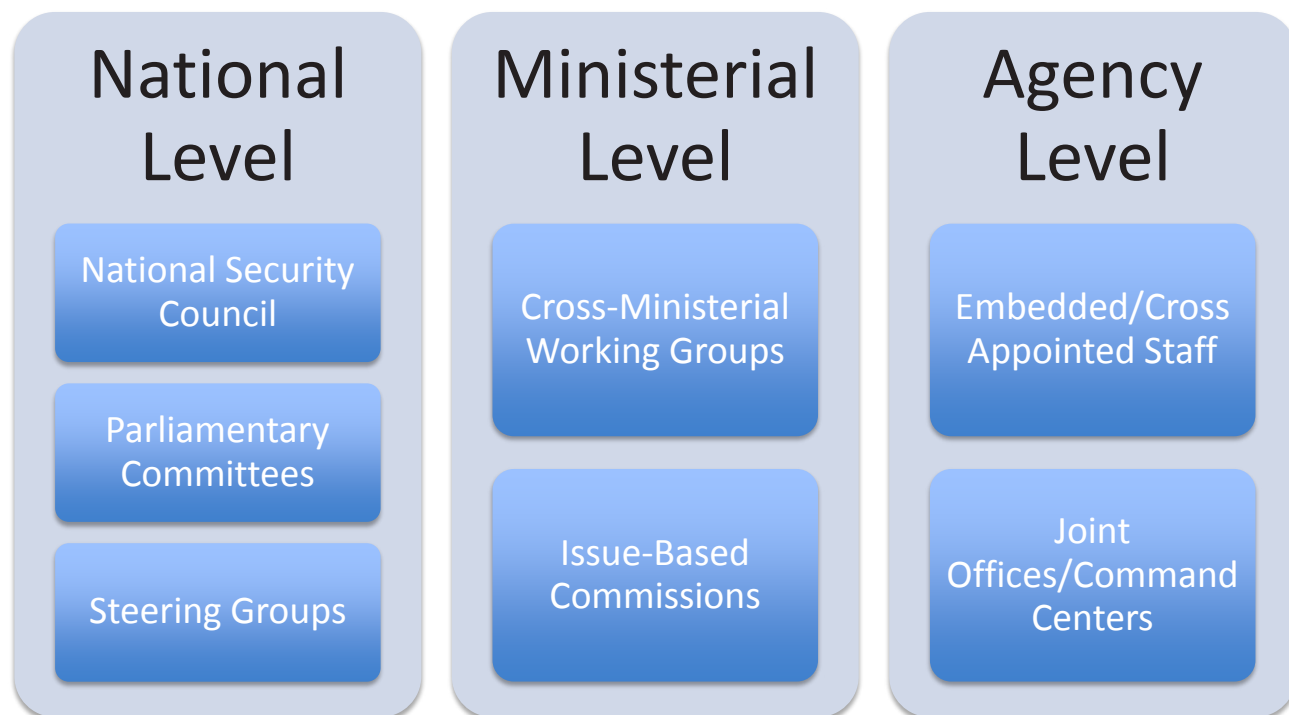 National
Level
National Security
Council
Parliamentary
Committees
Steering Groups
Ministerial
Level
Cross-Ministerial
Working Groups
Issue-Based
Commissions
Agency
Level
Embedded/Cross
Appointed Staff
Joint
Offices/Command
Centers